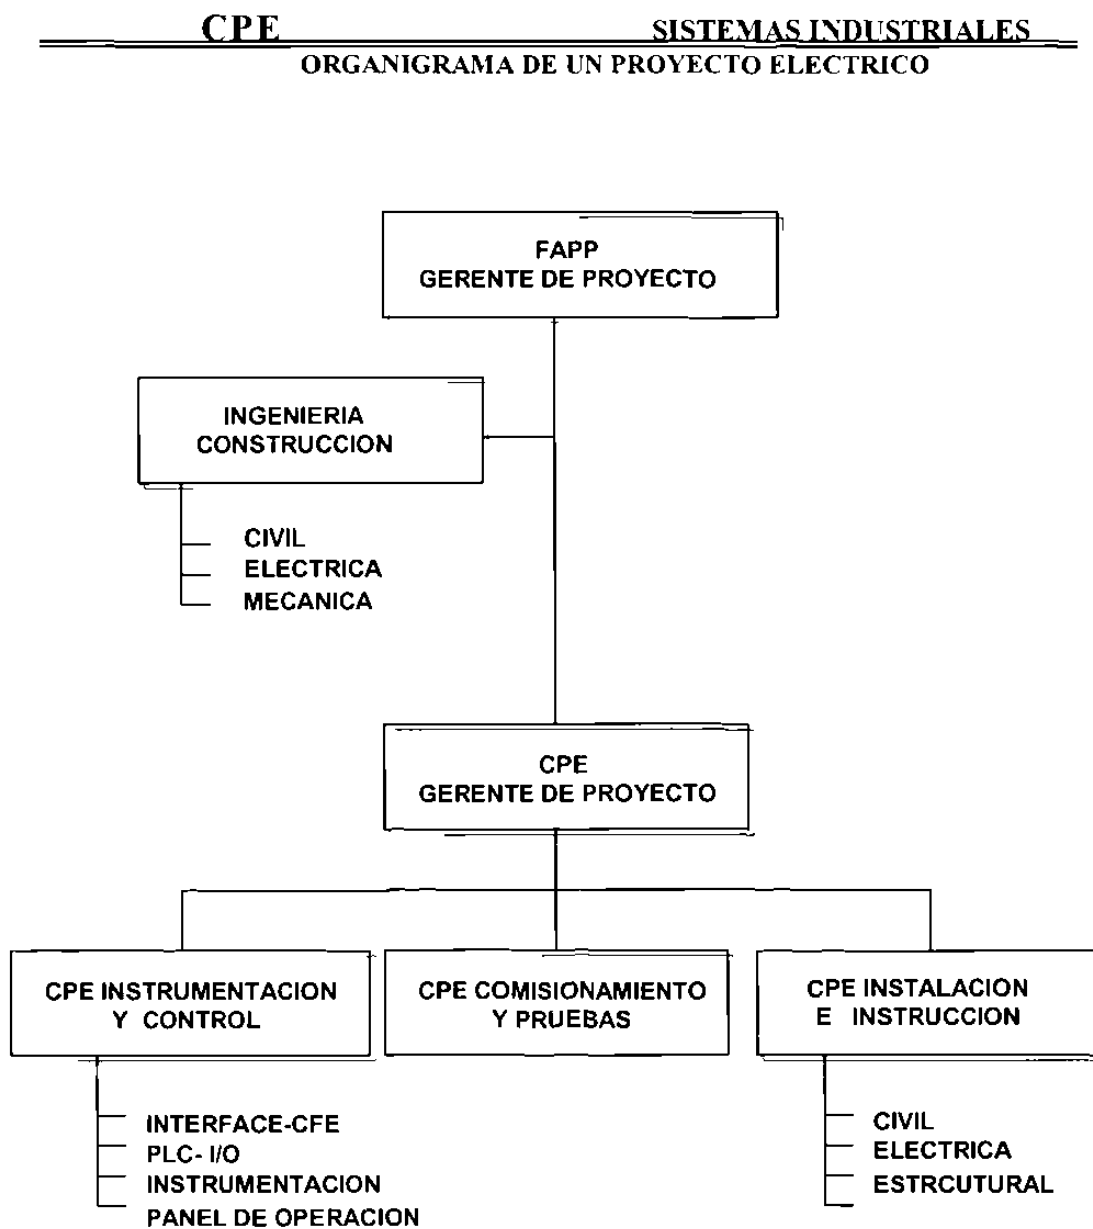 CPE SISTEMAS INDUSTRIALES
ORGANIGRAMA DE UN PROYECTO ELECTRICO
FAPP
GERENTE DE PROYECTO
INGENIERIA
CONSTRUCCION
CIVIL
ELECTRICA
MECANICA
CPE
GERENTE DE PROYECTO
CPE INSTRUMENTACION
Y CONTROL
INTERFACE-CFE
PLC- I/O
INSTRUMENTACION
PANEL DE OPERACION
CPE COMISIONAMIENTO
Y PRUEBAS
CPE INSTALACION
E INSTRUCCION
CIVIL
ELECTRICA
ESTRCUTURAL